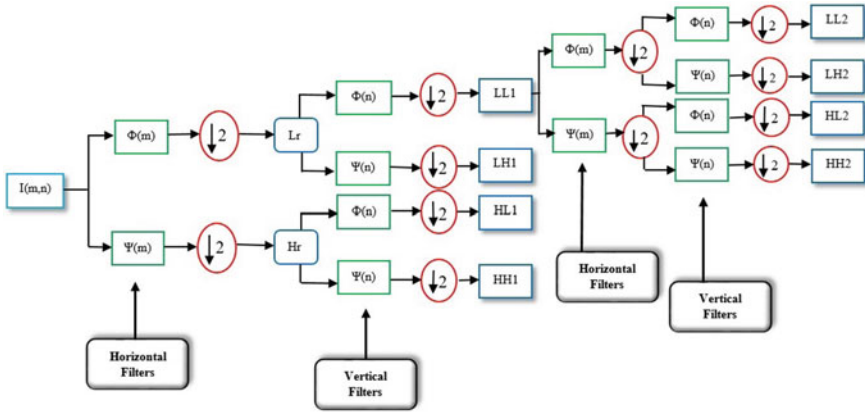 I(m,n)
Φ(m)
↓2
Lr
Φ(n)
↓2
LL1
Ψ(n)
↓2
LH1
Ψ(m)
↓2
Hr
Φ(n)
↓2
HL1
Ψ(n)
↓2
HH1
Φ(m)
↓2
Φ(n)
↓2
LL2
Ψ(n)
↓2
LH2
Ψ(m)
↓2
Φ(n)
↓2
HL2
Ψ(n)
↓2
HH2
Horizontal
Filters
Vertical
Filters
Horizontal
Filters
Vertical
Filters